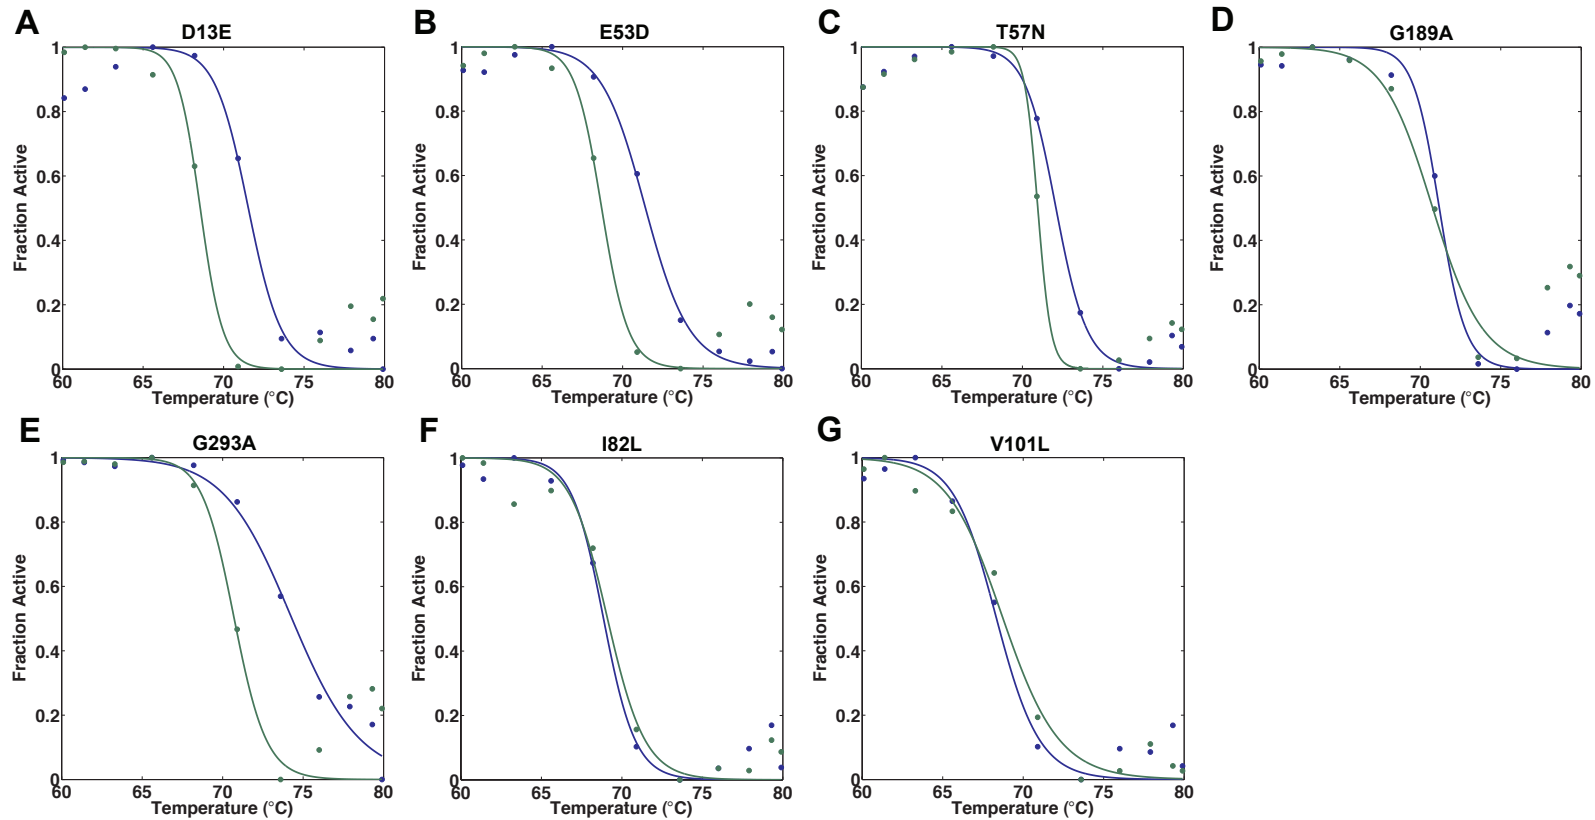 A
D13E
1
0.8
0.6
0.4
0.2
0
60
65
70
75
80
Fraction Active
Temperature (°C)
B
E53D
1
0.8
0.6
0.4
0.2
0
60
65
70
75
80
Fraction Active
Temperature (°C)
C
T57N
1
0.8
0.6
0.4
0.2
0
60
65
70
75
80
Fraction Active
Temperature (°C)
D
G189A
1
0.8
0.6
0.4
0.2
0
60
65
70
75
80
Fraction Active
Temperature (°C)
E
G293A
1
0.8
0.6
0.4
0.2
0
60
65
70
75
80
Fraction Active
Temperature (°C)
F
I82L
1
0.8
0.6
0.4
0.2
0
60
65
70
75
80
Fraction Active
Temperature (°C)
G
V101L
1
0.8
0.6
0.4
0.2
0
60
65
70
75
80
Fraction Active
Temperature (°C)